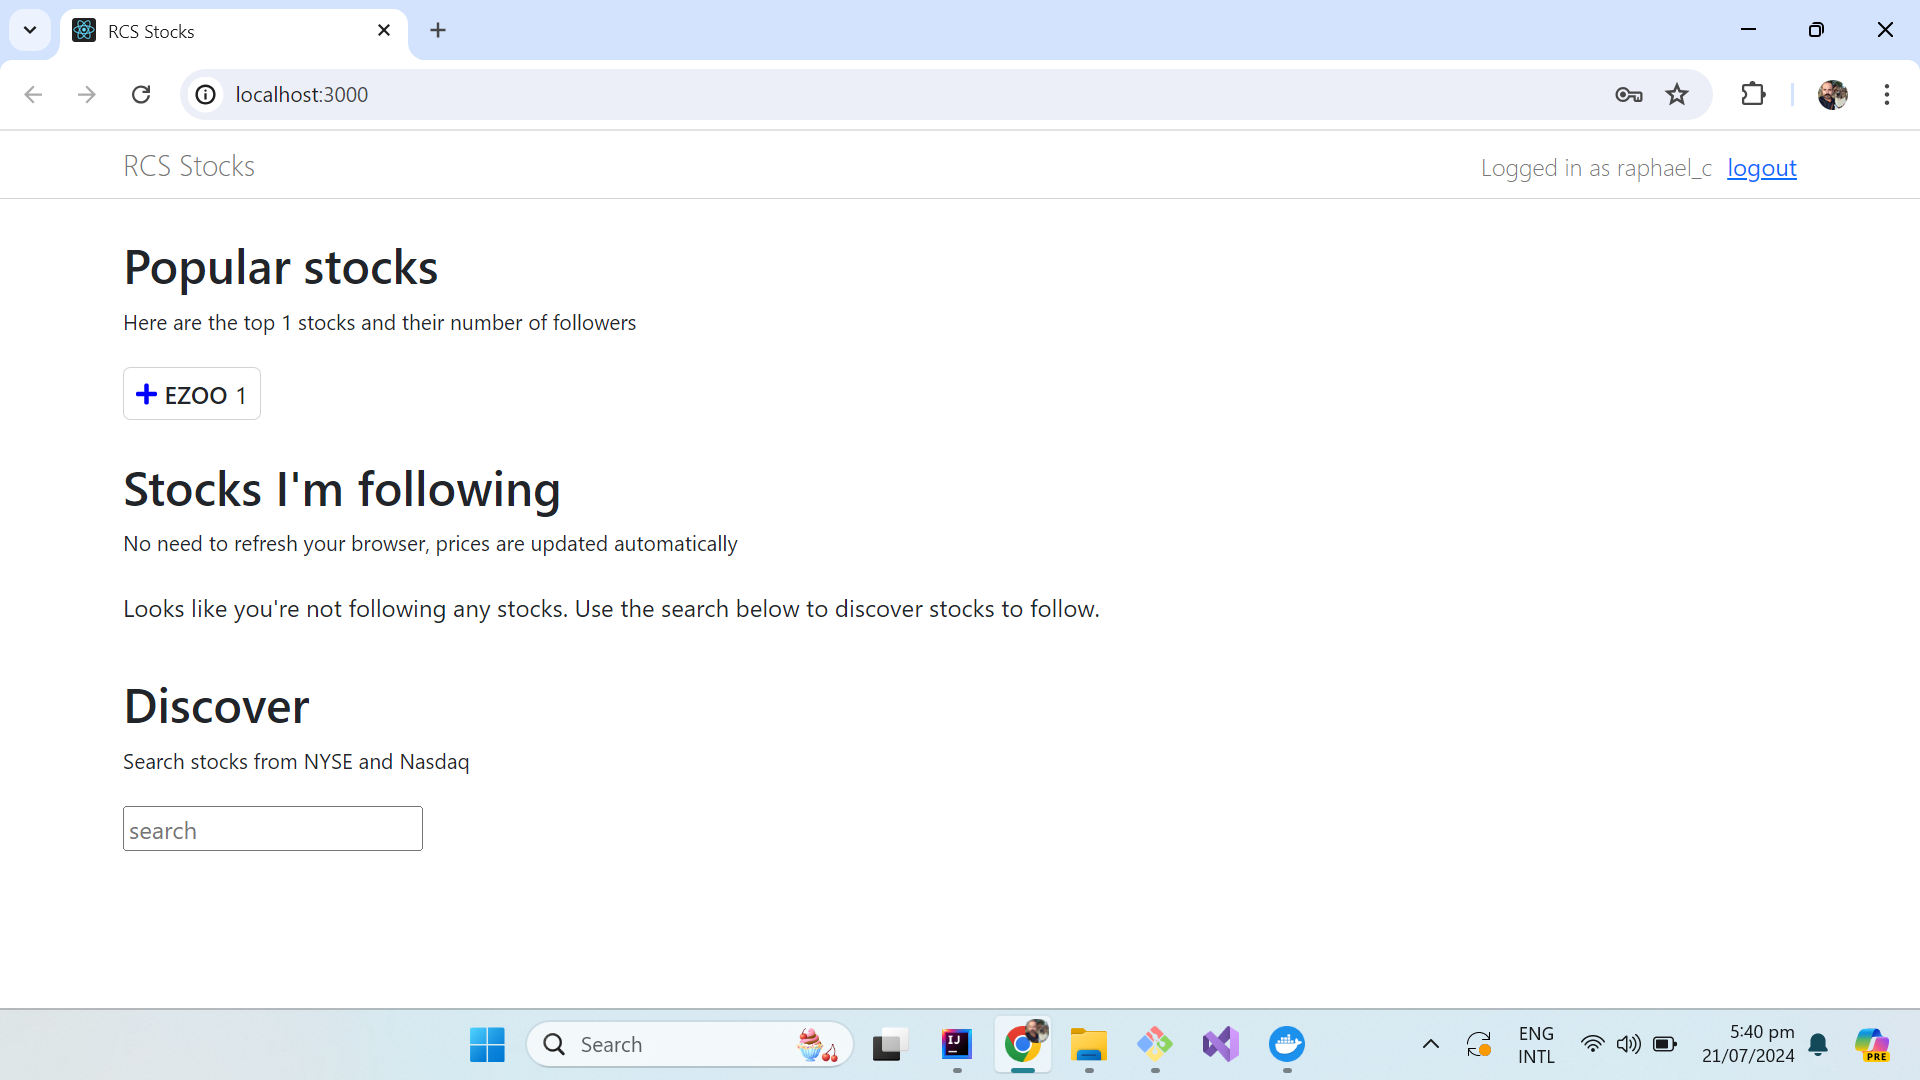 RCS Stocks
localhost:3000
RCS Stocks
Logged in as raphael_c logout
Popular stocks
Here are the top 1 stocks and their number of followers
EZOO 1
Stocks I'm following
No need to refresh your browser, prices are updated automatically
Looks like you're not following any stocks. Use the search below to discover stocks to follow.
Discover
Search stocks from NYSE and Nasdaq
search
Search
IJ
ENG
INTL
5:40 pm
21/07/2024
PRE